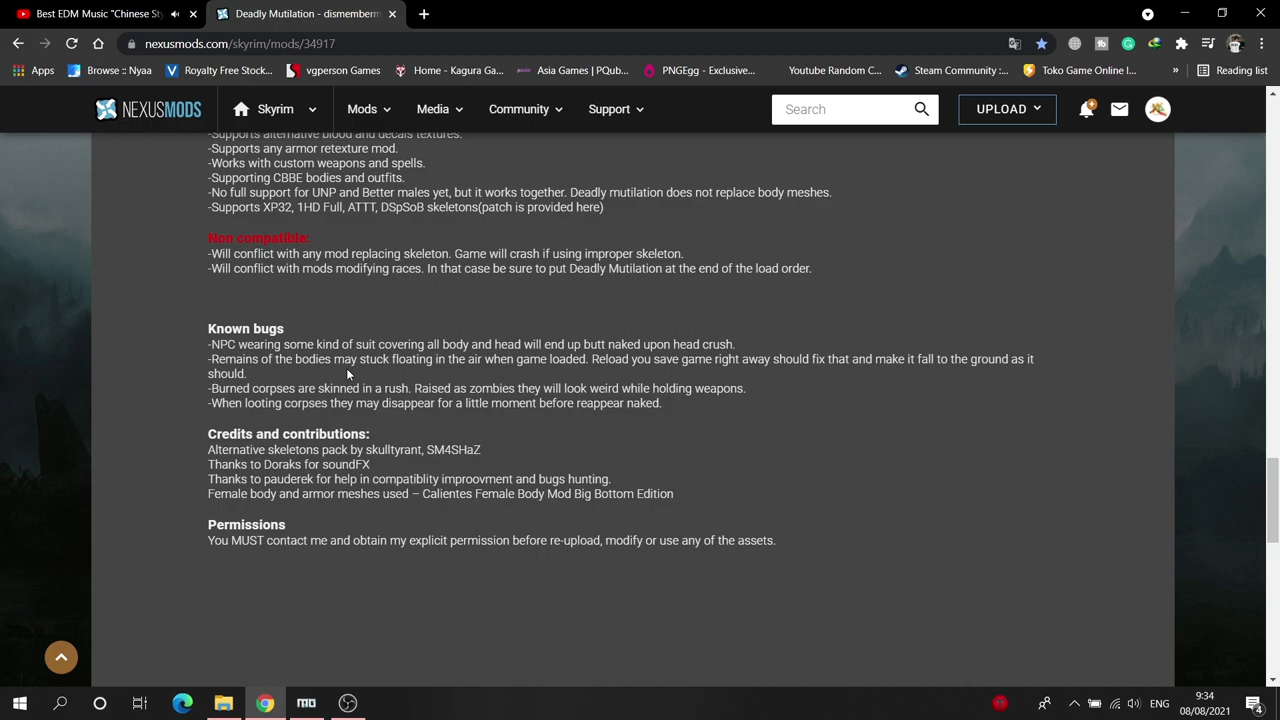 Best EDM Music "Chinese Sty
Deadly Mutilation - dismemberm
nexusmods.com/skyrim/mods/34917
Apps
Browse :: Nyaa
Royalty Free Stock...
vgperson Games
Home - Kagura Ga...
Asia Games | PQub...
PNGEgg - Exclusive...
Youtube Random C...
Steam Community :...
Toko Game Online I...
»
Reading list
NEXUSMODS
Skyrim
Mods
Media
Community
Support
Search
UPLOAD
-Supports alternative blood and decals textures.
-Supports any armor retexture mod.
-Works with custom weapons and spells.
-Supporting CBBE bodies and outfits.
-No full support for UNP and Better males yet, but it works together. Deadly mutilation does not replace body meshes.
-Supports XP32, 1HD Full, ATTT, DSpSoB skeletons(patch is provided here)
Non compatible:
-Will conflict with any mod replacing skeleton. Game will crash if using improper skeleton.
-Will conflict with mods modifying races. In that case be sure to put Deadly Mutilation at the end of the load order.
Known bugs
-NPC wearing some kind of suit covering all body and head will end up butt naked upon head crush.
-Remains of the bodies may stuck floating in the air when game loaded. Reload you save game right away should fix that and make it fall to the ground as it
should.
-Burned corpses are skinned in a rush. Raised as zombies they will look weird while holding weapons.
-When looting corpses they may disappear for a little moment before reappear naked.
Credits and contributions:
Alternative skeletons pack by skulltyrant, SM4SHaZ
Thanks to Doraks for soundFX
Thanks to pauderek for help in compatiblity improovment and bugs hunting.
Female body and armor meshes used – Calientes Female Body Mod Big Bottom Edition
Permissions
You MUST contact me and obtain my explicit permission before re-upload, modify or use any of the assets.
ENG
9:34
08/08/2021
4